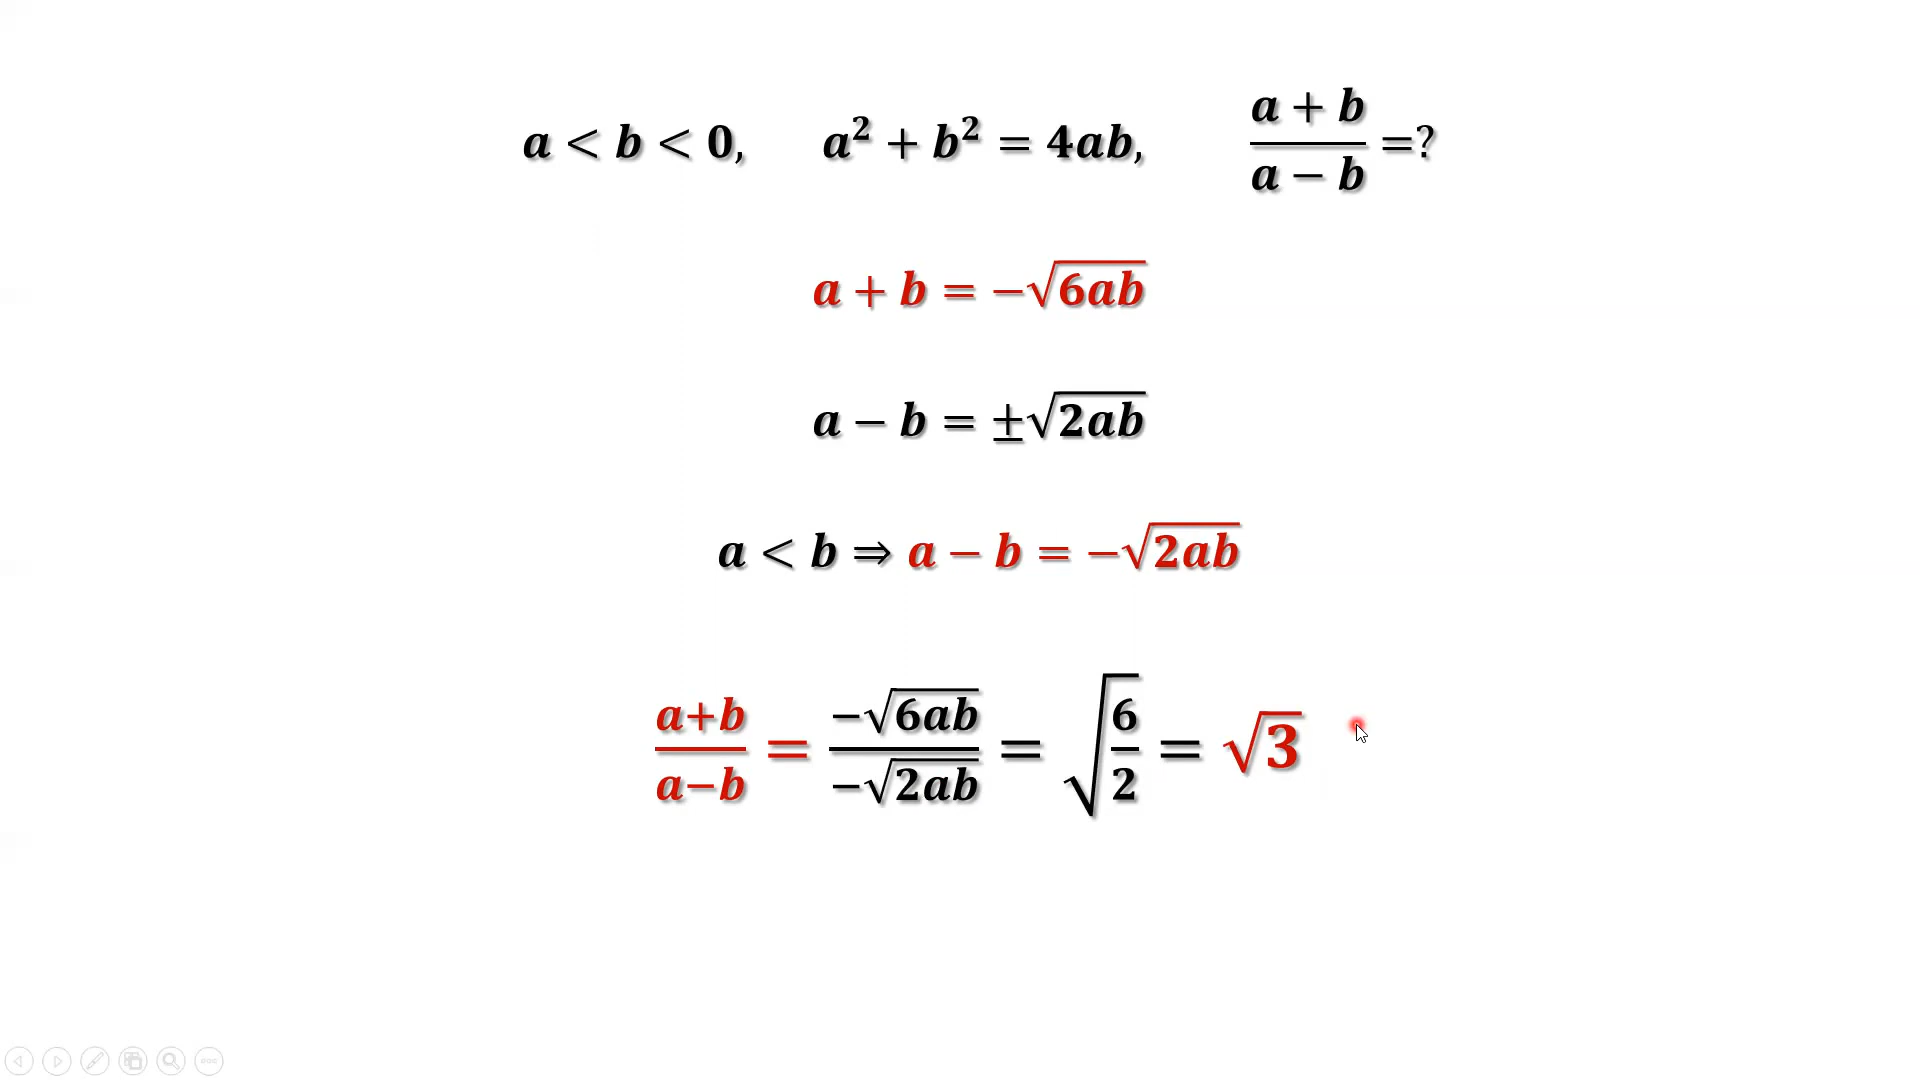 a < b < 0, a² + b² = 4ab, (a + b)/(a − b) =?
a + b = −√(6ab)
a − b = ±√(2ab)
a < b ⇒ a − b = −√(2ab)
(a+b)/(a−b) = (−√(6ab))/(−√(2ab)) = √(6/2) = √3